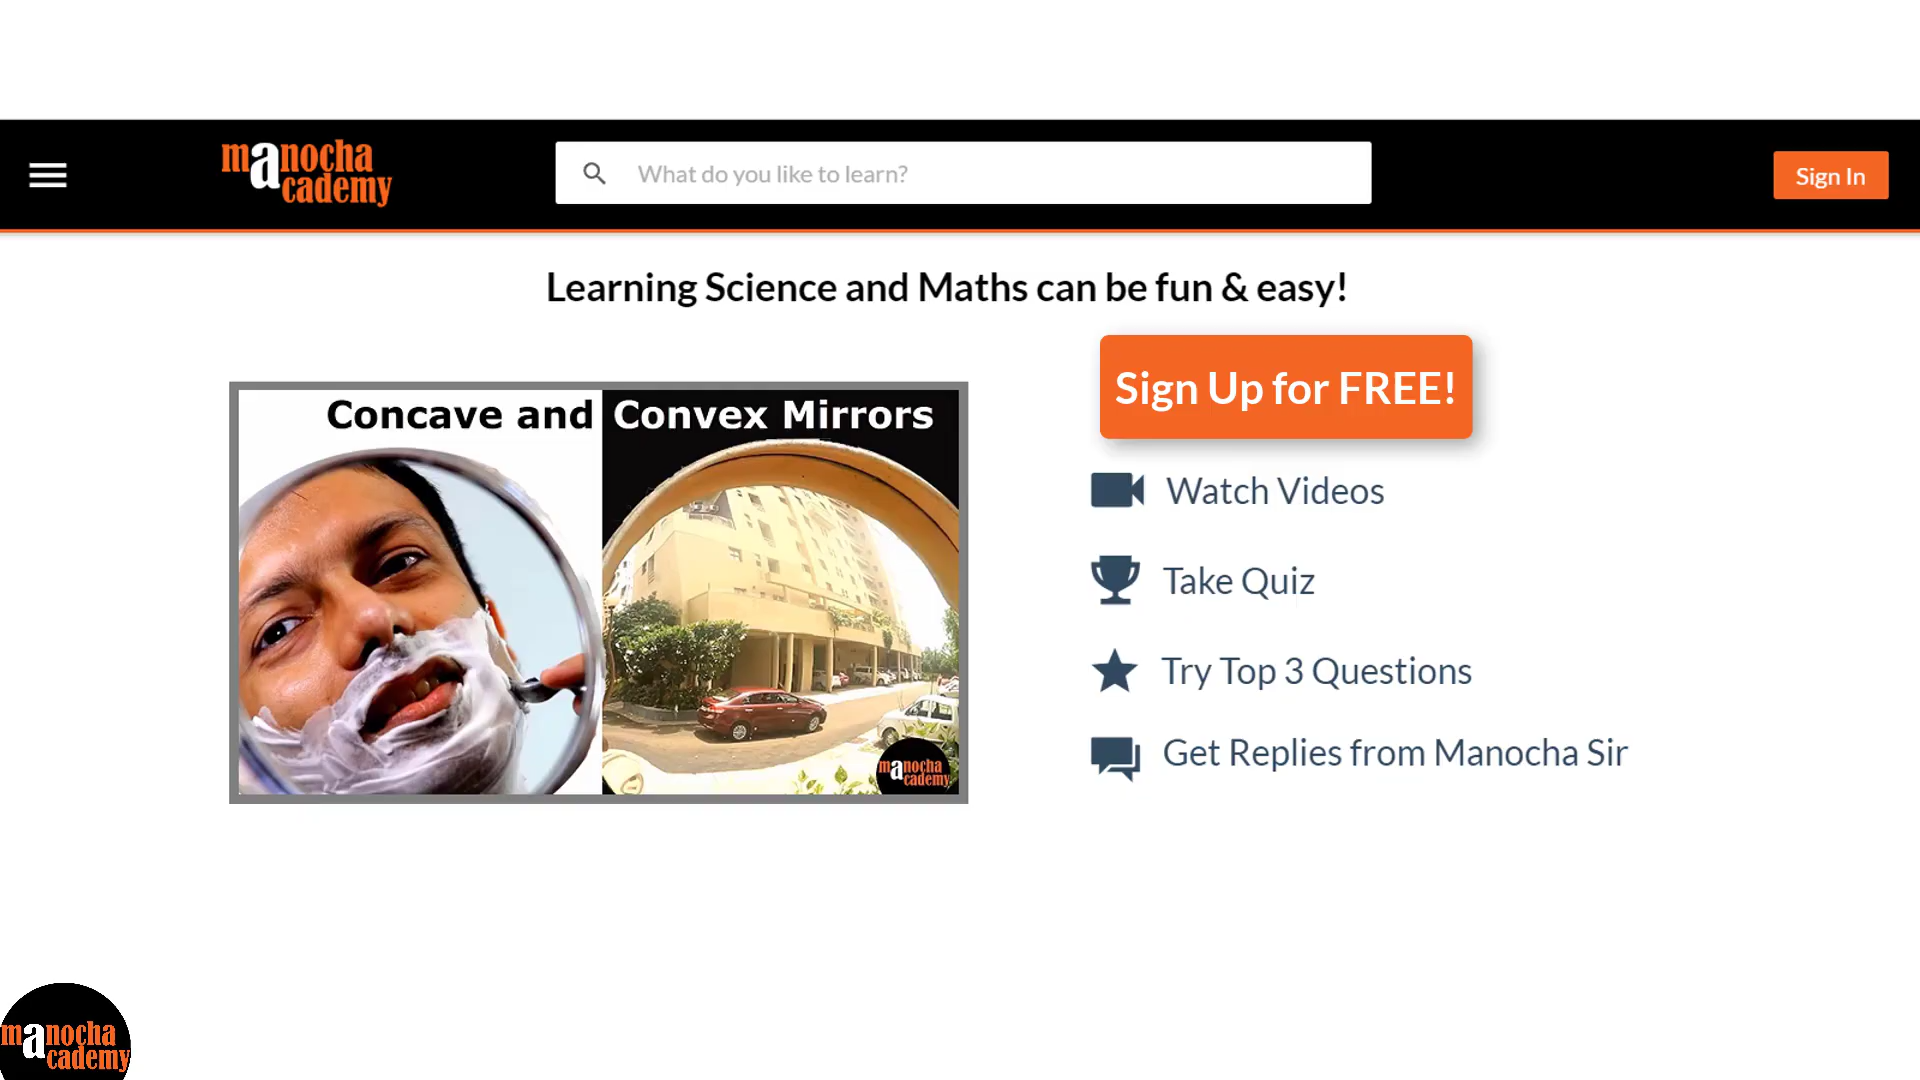 manocha
academy
What do you like to learn?
Sign In
Learning Science and Maths can be fun & easy!
Concave and Convex Mirrors
manocha
academy
Sign Up for FREE!
Watch Videos
Take Quiz
Try Top 3 Questions
Get Replies from Manocha Sir
manocha
academy